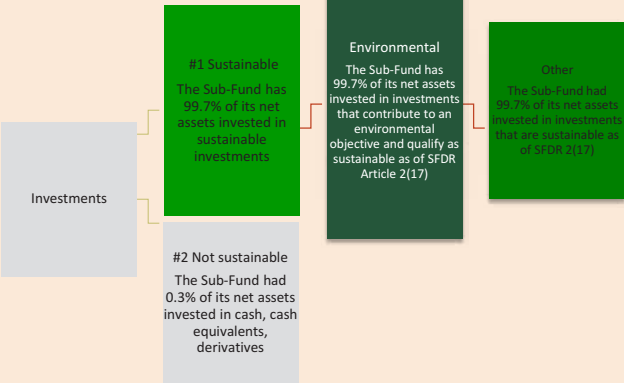 Investments
#1 Sustainable
The Sub-Fund has
99.7% of its net
assets invested in
sustainable
investments
#2 Not sustainable
The Sub-Fund had
0.3% of its net assets
invested in cash, cash
equivalents,
derivatives
Environmental
The Sub-Fund has
99.7% of its net assets
invested in investments
that contribute to an
environmental
objective and qualify as
sustainable as of SFDR
Article 2(17)
Other
The Sub-Fund had
99.7% of its net assets
invested in investments
that are sustainable as
of SFDR 2(17)